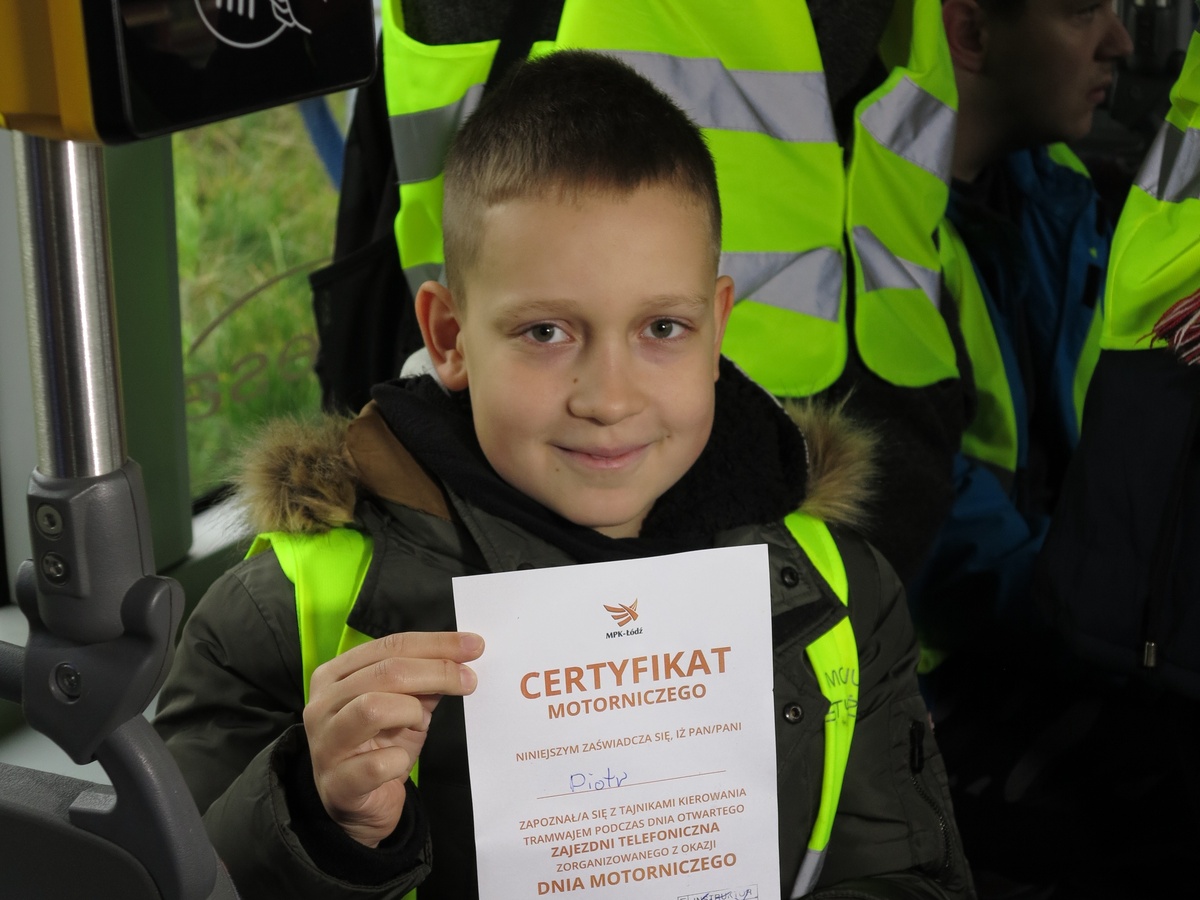 MPK-Łódź
CERTYFIKAT
MOTORNICZEGO
NINIEJSZYM ZAŚWIADCZA SIĘ, IŻ PAN/PANI
Piotr
ZAPOZNAŁ/A SIĘ Z TAJNIKAMI KIEROWANIA
TRAMWAJEM PODCZAS DNIA OTWARTEGO
ZAJEZDNI TELEFONICZNA
ZORGANIZOWANEGO Z OKAZJI
DNIA MOTORNICZEGO